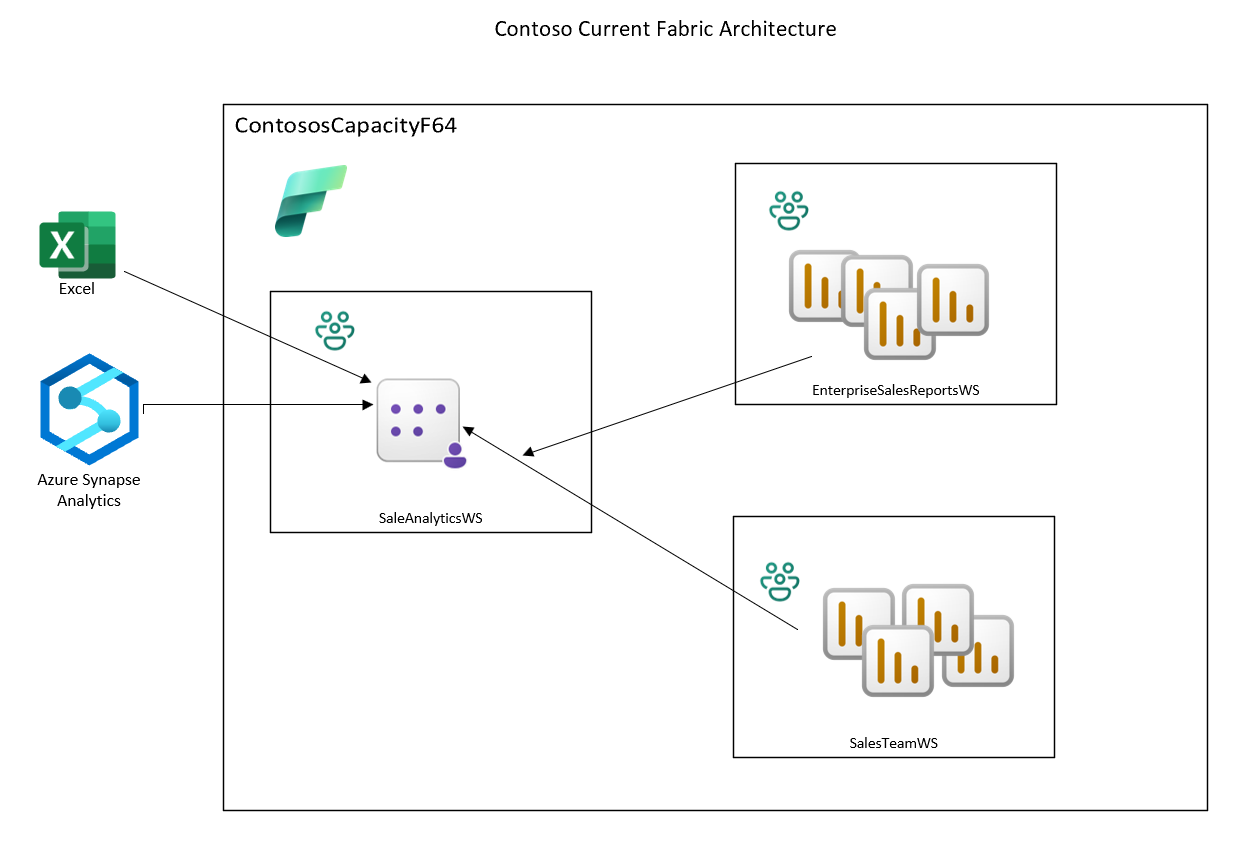 Contoso Current Fabric Architecture
ContososCapacityF64
X
Excel
Azure Synapse
Analytics
SaleAnalyticsWS
EnterpriseSalesReportsWS
SalesTeamWS